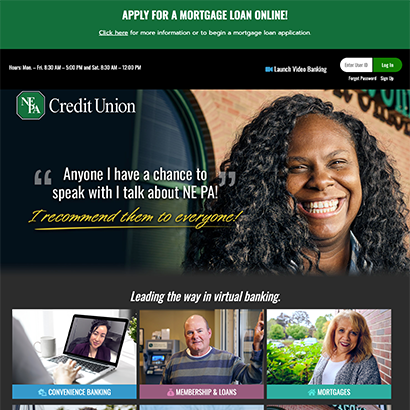 APPLY FOR A MORTGAGE LOAN ONLINE!
Click here for more information or to begin a mortgage loan application.
Hours: Mon. – Fri. 8:30 AM – 5:00 PM and Sat. 8:30 AM – 12:00 PM
Launch Video Banking
Enter User ID
Log In
Forgot Password
Sign Up
NE PA Credit Union
“Anyone I have a chance to
speak with I talk about NE PA!”
I recommend them to everyone!
Leading the way in virtual banking.
CONVENIENCE BANKING
MEMBERSHIP & LOANS
MORTGAGES